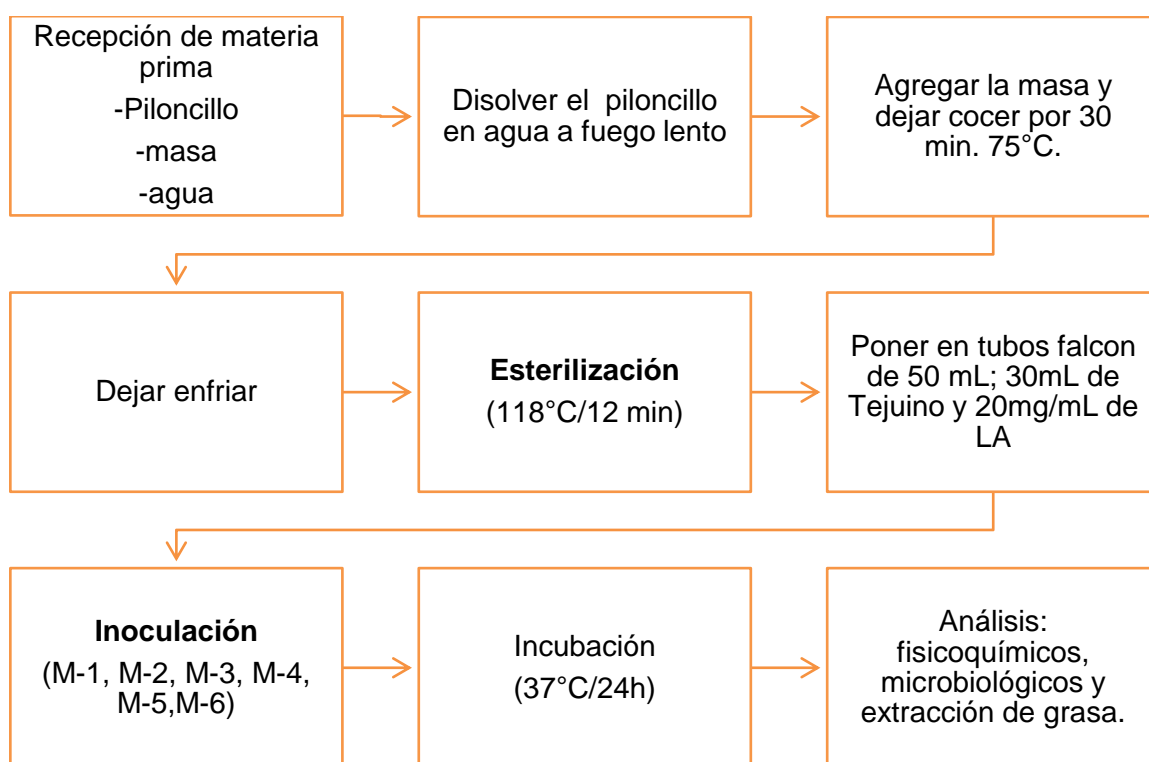 Recepción de materia
prima
-Piloncillo
-masa
-agua
Disolver el piloncillo
en agua a fuego lento
Agregar la masa y
dejar cocer por 30
min. 75°C.
Dejar enfriar
Esterilización
(118°C/12 min)
Poner en tubos falcon
de 50 mL; 30mL de
Tejuino y 20mg/mL de
LA
Inoculación
(M-1, M-2, M-3, M-4,
M-5,M-6)
Incubación
(37°C/24h)
Análisis:
fisicoquímicos,
microbiológicos y
extracción de grasa.